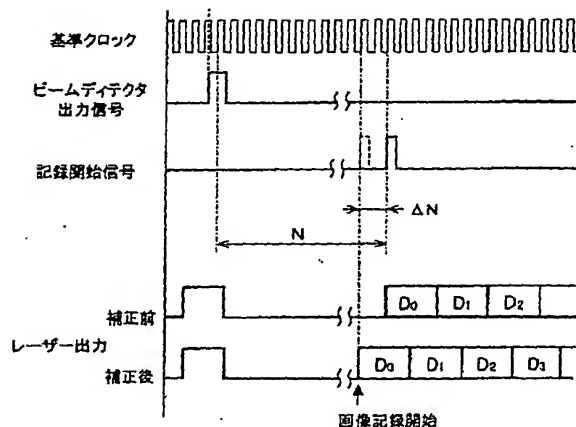 基準クロック
ビームディテクタ
出力信号
記録開始信号
ΔN
N
補正前
D0 D1 D2
レーザー出力
補正後
D0 D1 D2 D3
画像記録開始